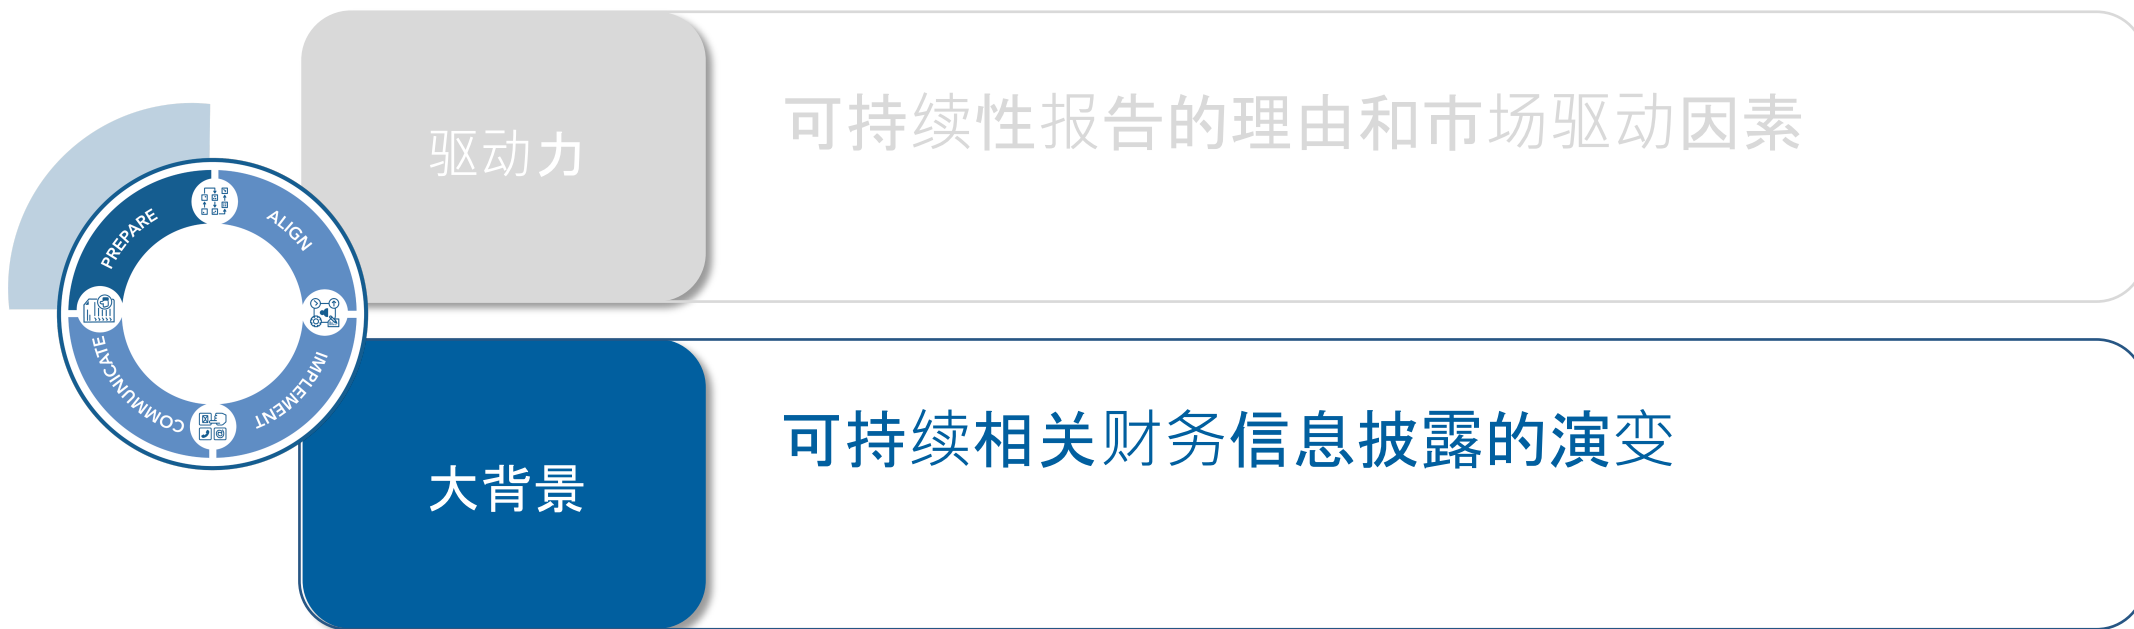 驱动力
可持续性报告的理由和市场驱动因素
PREPARE
ALIGN
IMPLEMENT
COMMUNICATE
大背景
可持续相关财务信息披露的演变